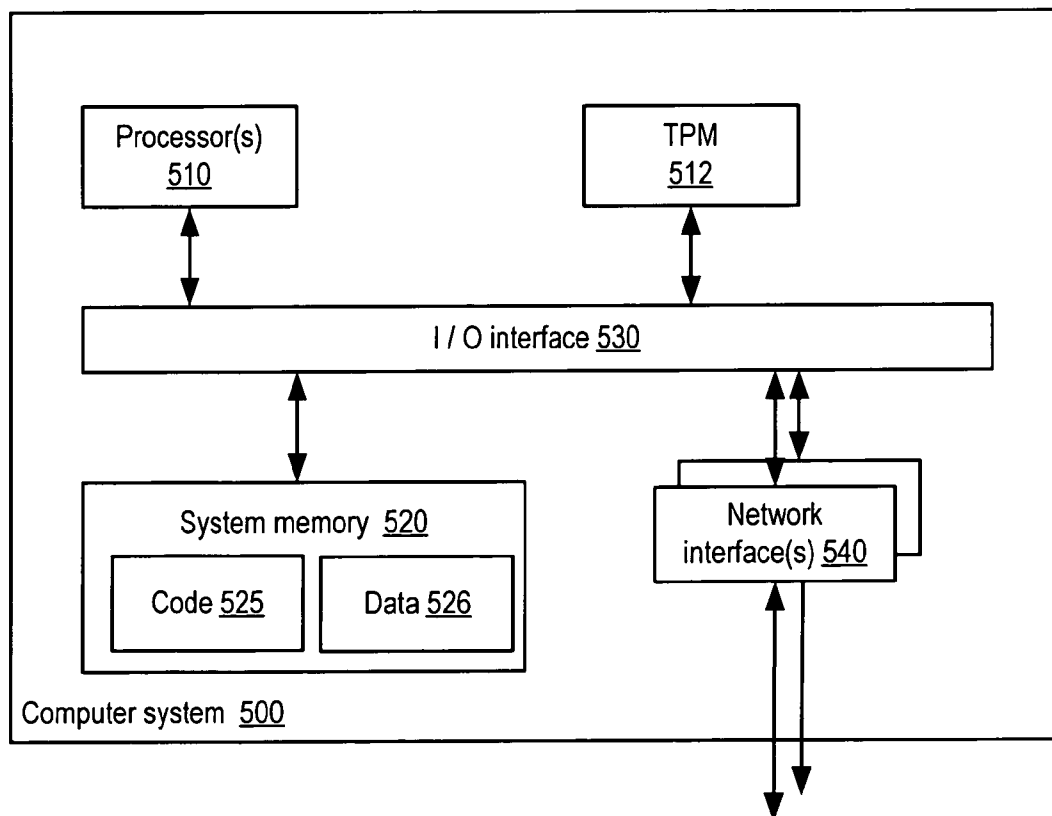 Processor(s)
510
TPM
512
I / O interface 530
System memory 520
Code 525
Data 526
Network
interface(s) 540
Computer system 500